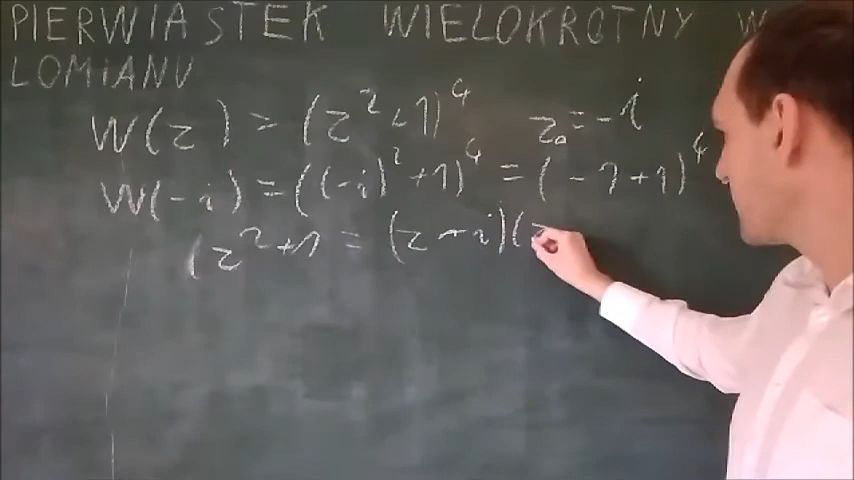 PIERWIASTEK WIELOKROTNY W
LOMIANU
W(z) = (z² + 1)⁴ z₀ = -i
W(-i) = ((-i)² + 1)⁴ = (-1+1)⁴
(z² + 1 = (z - i)(z